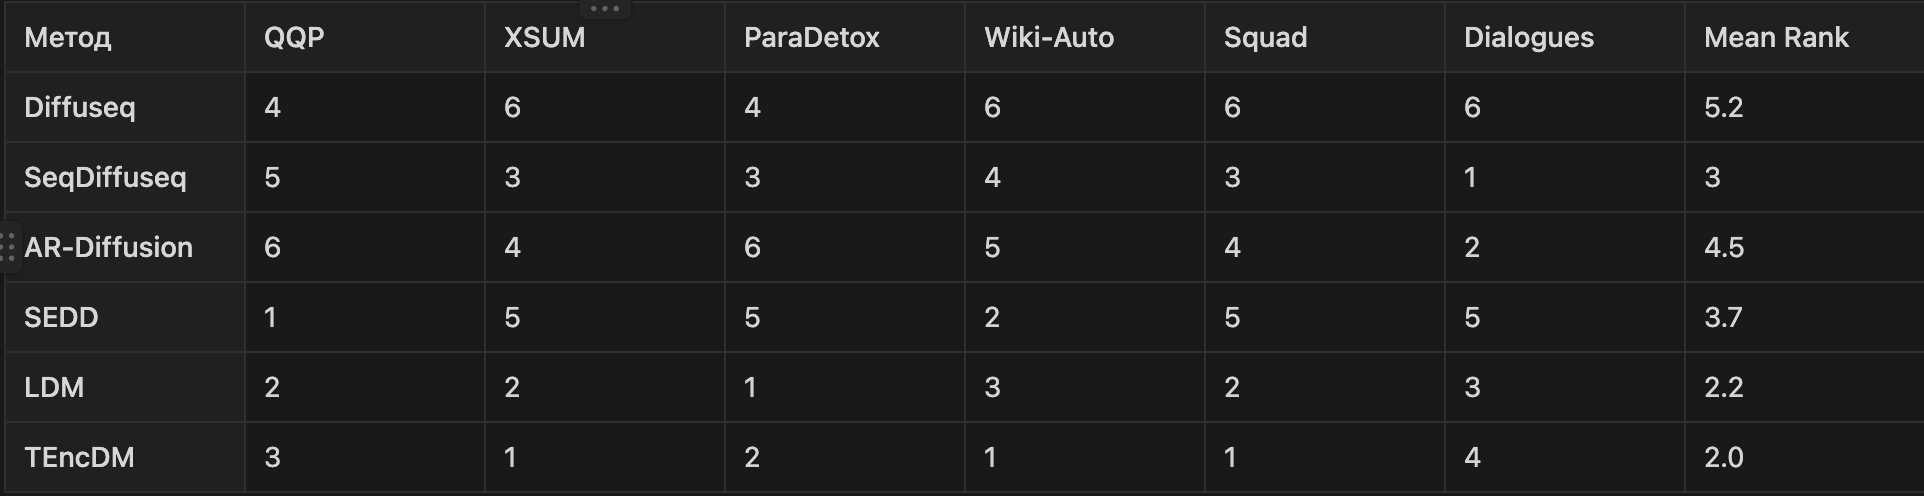 Метод QQP XSUM ParaDetox Wiki-Auto Squad Dialogues Mean Rank
Diffuseq 4 6 4 6 6 6 5.2
SeqDiffuseq 5 3 3 4 3 1 3
AR-Diffusion 6 4 6 5 4 2 4.5
SEDD 1 5 5 2 5 5 3.7
LDM 2 2 1 3 2 3 2.2
TEncDM 3 1 2 1 1 4 2.0